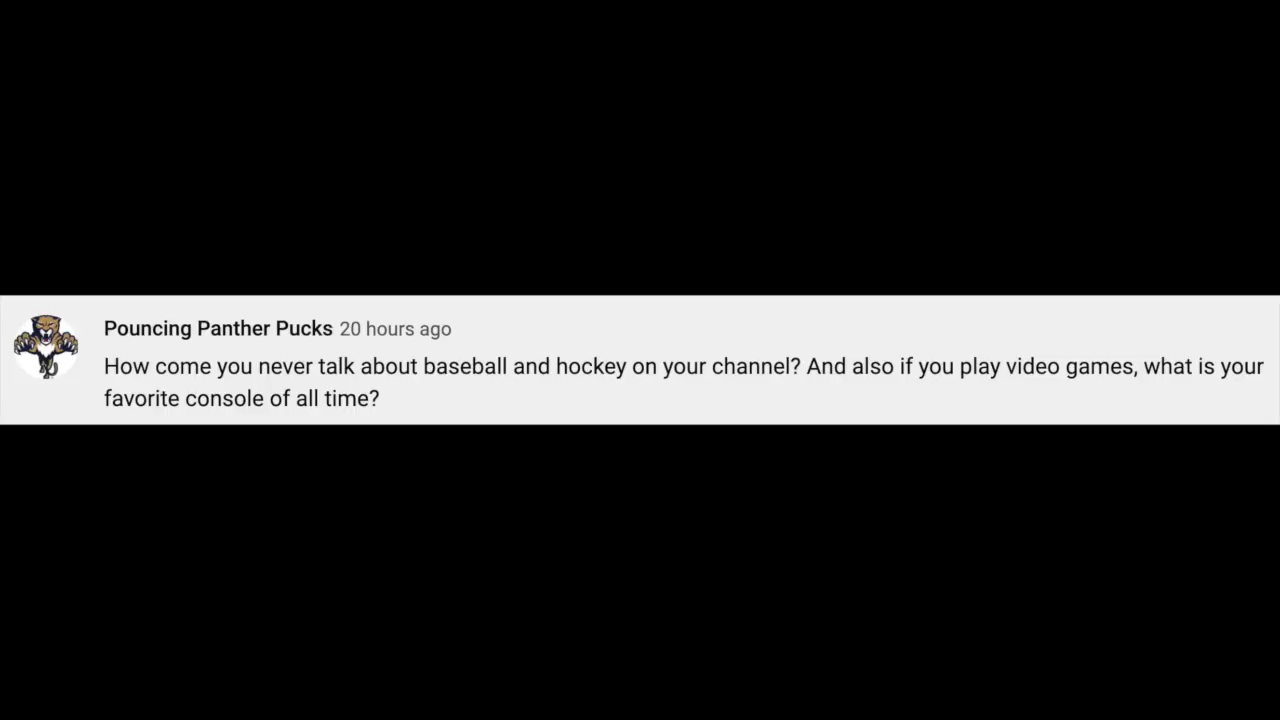 Pouncing Panther Pucks 20 hours ago
How come you never talk about baseball and hockey on your channel? And also if you play video games, what is your
favorite console of all time?